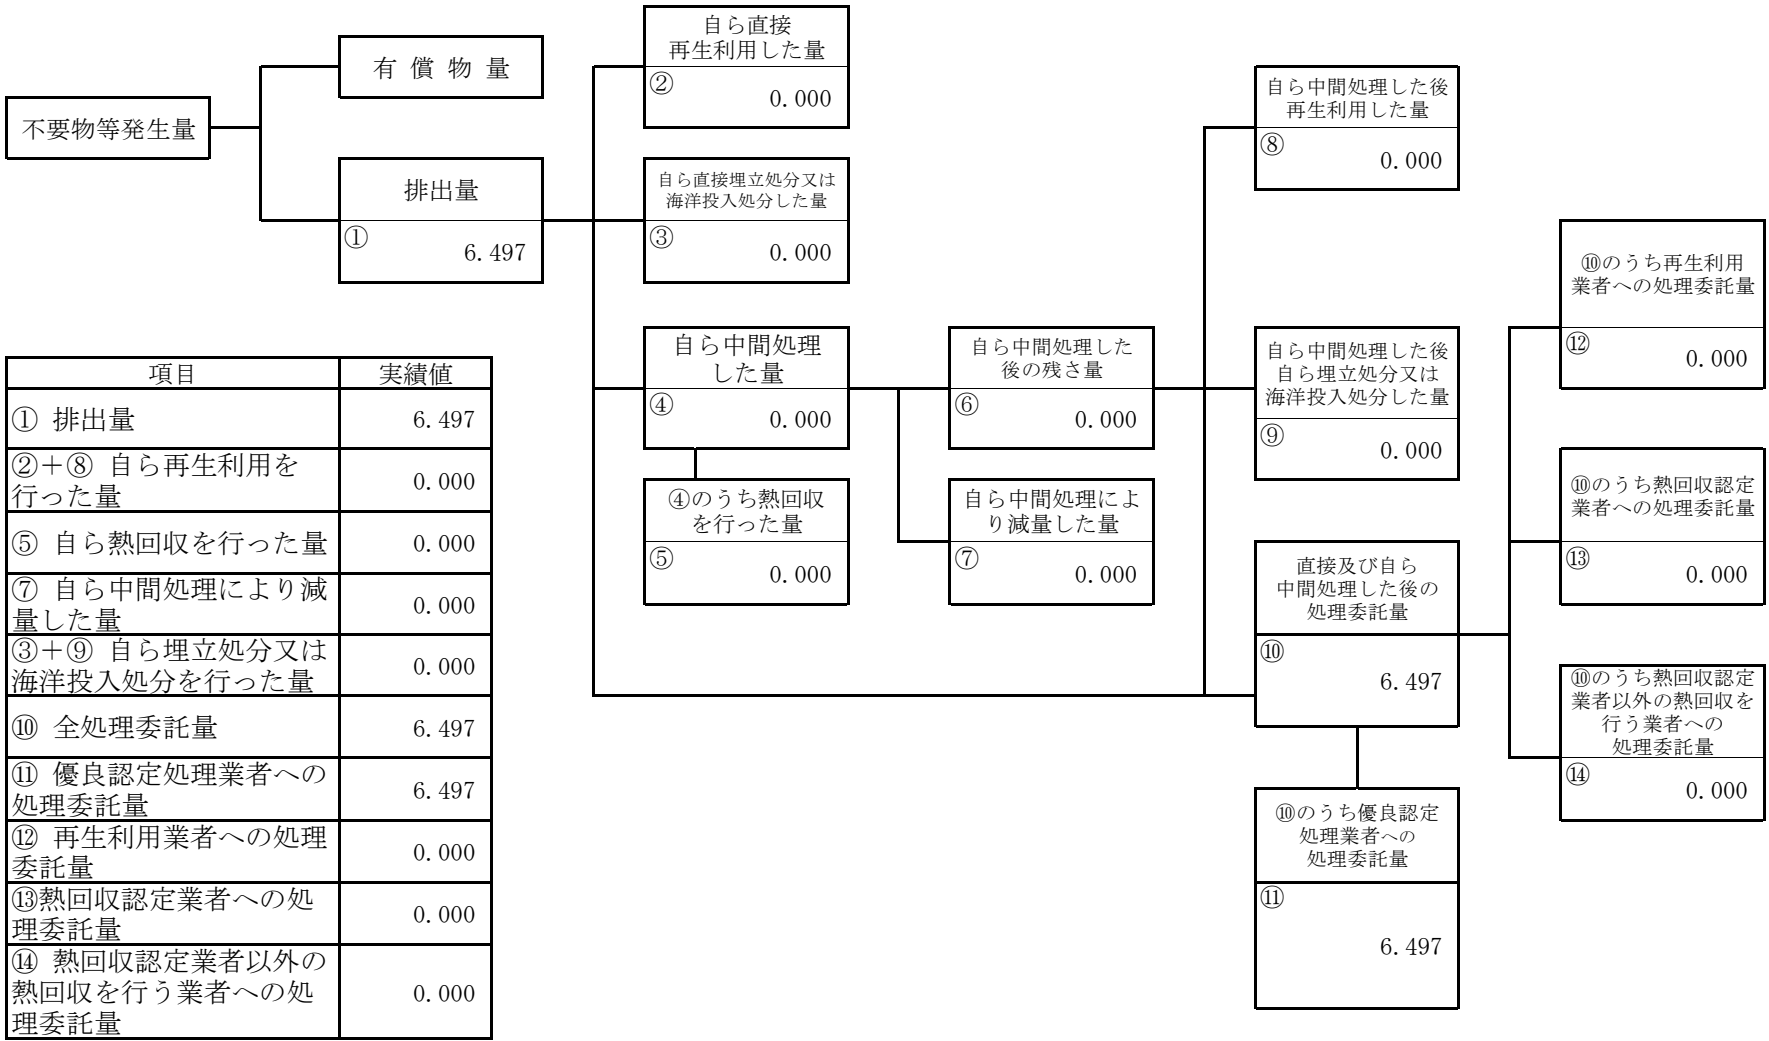 不要物等発生量
有 償 物 量
排出量
①
6.497
自ら直接
再生利用した量
②
0.000
自ら直接埋立処分又は
海洋投入処分した量
③
0.000
自ら中間処理
した量
④
0.000
④のうち熱回収
を行った量
⑤
0.000
自ら中間処理した
後の残さ量
⑥
0.000
自ら中間処理によ
り減量した量
⑦
0.000
自ら中間処理した後
再生利用した量
⑧
0.000
自ら中間処理した後
自ら埋立処分又は
海洋投入処分した量
⑨
0.000
直接及び自ら
中間処理した後の
処理委託量
⑩
6.497
⑩のうち優良認定
処理業者への
処理委託量
⑪
6.497
⑩のうち再生利用
業者への処理委託量
⑫
0.000
⑩のうち熱回収認定
業者への処理委託量
⑬
0.000
⑩のうち熱回収認定
業者以外の熱回収を
行う業者への
処理委託量
⑭
0.000
項目 実績値
① 排出量 6.497
②+⑧ 自ら再生利用を
行った量 0.000
⑤ 自ら熱回収を行った量 0.000
⑦ 自ら中間処理により減
量した量 0.000
③+⑨ 自ら埋立処分又は
海洋投入処分を行った量 0.000
⑩ 全処理委託量 6.497
⑪ 優良認定処理業者への
処理委託量 6.497
⑫ 再生利用業者への処理
委託量 0.000
⑬熱回収認定業者への処
理委託量 0.000
⑭ 熱回収認定業者以外の
熱回収を行う業者への処
理委託量 0.000